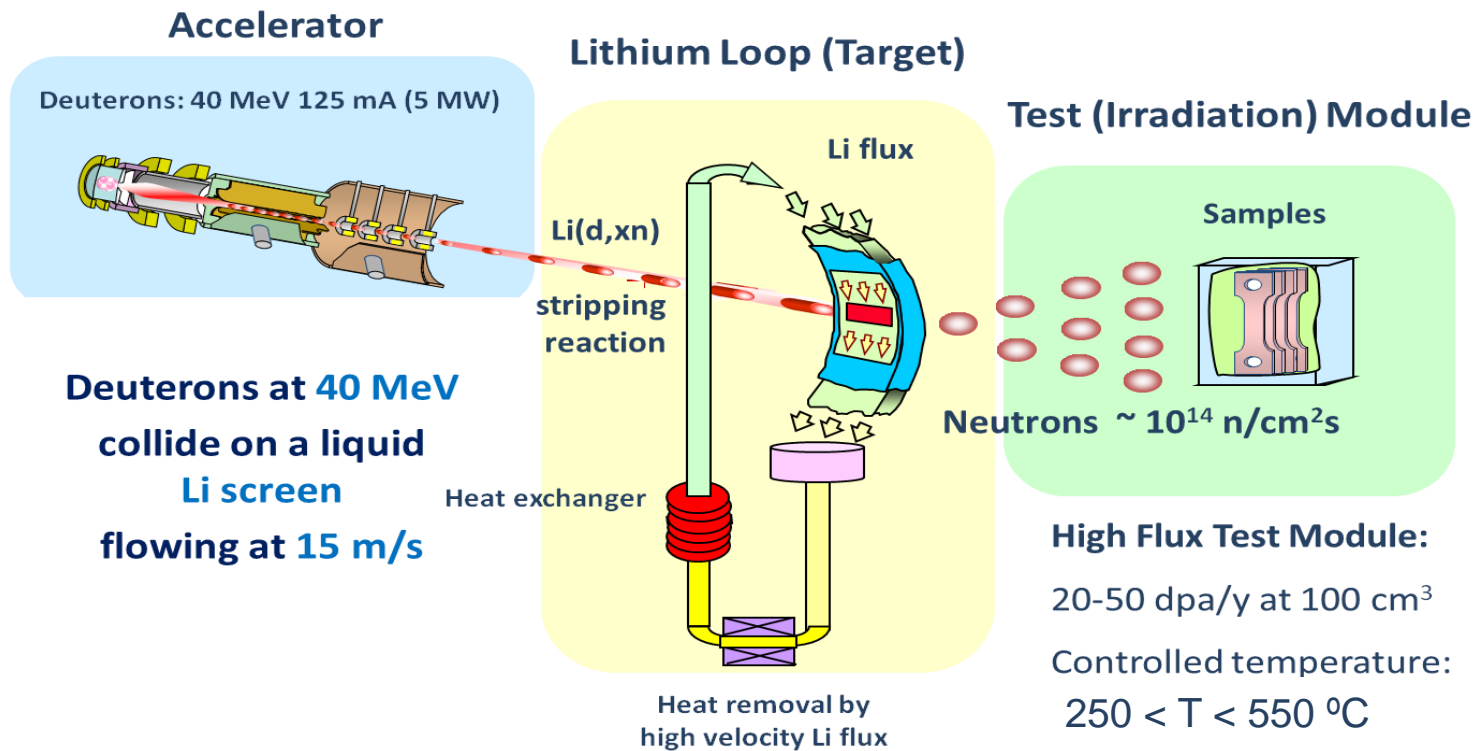 Accelerator
Deuterons: 40 MeV 125 mA (5 MW)
Deuterons at 40 MeV
collide on a liquid
Li screen
flowing at 15 m/s
Lithium Loop (Target)
Li flux
Li(d,xn)
stripping
reaction
Heat exchanger
Heat removal by
high velocity Li flux
Test (Irradiation) Module
Samples
Neutrons ~ 10¹⁴ n/cm²s
High Flux Test Module:
20-50 dpa/y at 100 cm³
Controlled temperature:
250 < T < 550 ⁰C